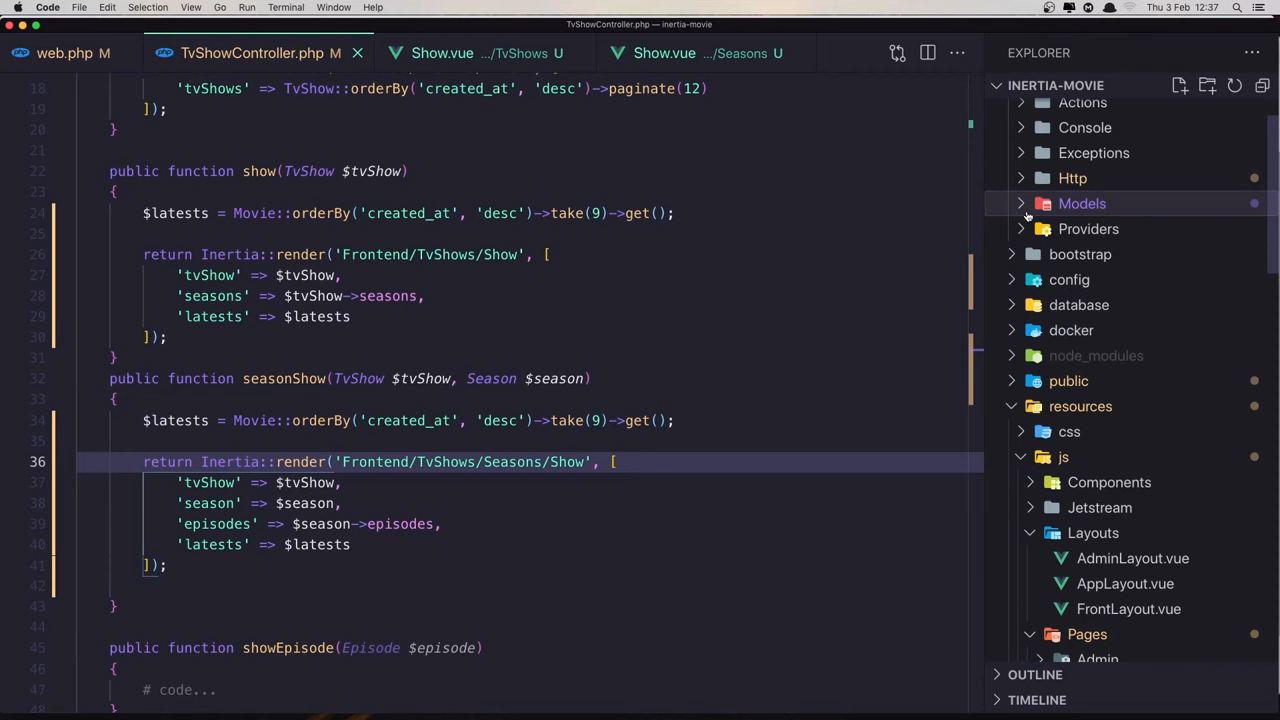 Code File Edit Selection View Go Run Terminal Window Help Thu 3 Feb 12:37
TvShowController.php — inertia-movie
web.php M TvShowController.php M Show.vue .../TvShows U Show.vue .../Seasons U
18 'tvShows' => TvShow::orderBy('created_at', 'desc')->paginate(12)
19 ]);
20 }
21
22 public function show(TvShow $tvShow)
23 {
24 $latests = Movie::orderBy('created_at', 'desc')->take(9)->get();
25
26 return Inertia::render('Frontend/TvShows/Show', [
27 'tvShow' => $tvShow,
28 'seasons' => $tvShow->seasons,
29 'latests' => $latests
30 ]);
31 }
32 public function seasonShow(TvShow $tvShow, Season $season)
33 {
34 $latests = Movie::orderBy('created_at', 'desc')->take(9)->get();
35
36 return Inertia::render('Frontend/TvShows/Seasons/Show', [
37 'tvShow' => $tvShow,
38 'season' => $season,
39 'episodes' => $season->episodes,
40 'latests' => $latests
41 ]);
42
43 }
44
45 public function showEpisode(Episode $episode)
46 {
47 # code...
48 }
EXPLORER
INERTIA-MOVIE
Actions
Console
Exceptions
Http
Models
Providers
bootstrap
config
database
docker
node_modules
public
resources
css
js
Components
Jetstream
Layouts
AdminLayout.vue
AppLayout.vue
FrontLayout.vue
Pages
Admin
OUTLINE
TIMELINE